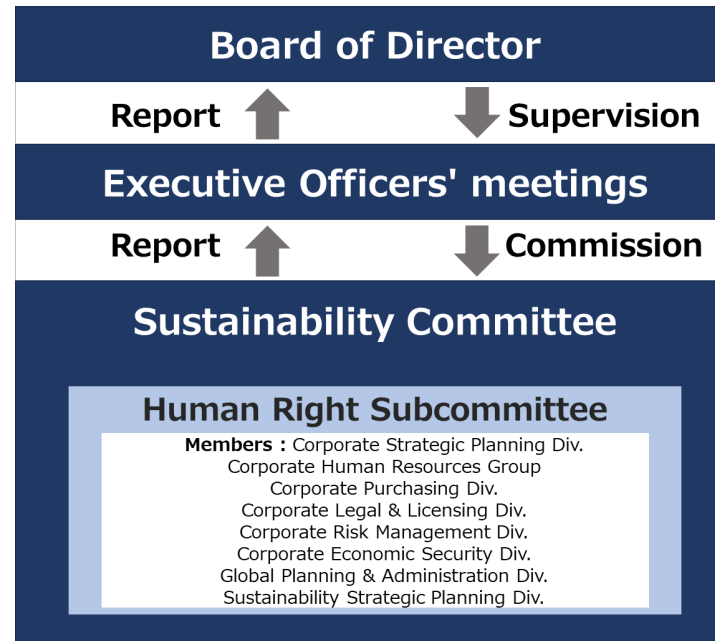 Board of Director
Report Supervision
Executive Officers' meetings
Report Commission
Sustainability Committee
Human Right Subcommittee
Members : Corporate Strategic Planning Div.
Corporate Human Resources Group
Corporate Purchasing Div.
Corporate Legal & Licensing Div.
Corporate Risk Management Div.
Corporate Economic Security Div.
Global Planning & Administration Div.
Sustainability Strategic Planning Div.